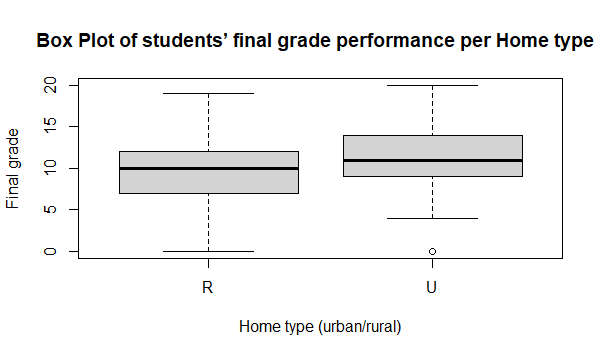 Box Plot of students’ final grade performance per Home type
Final grade
20
15
10
5
0
R U
Home type (urban/rural)